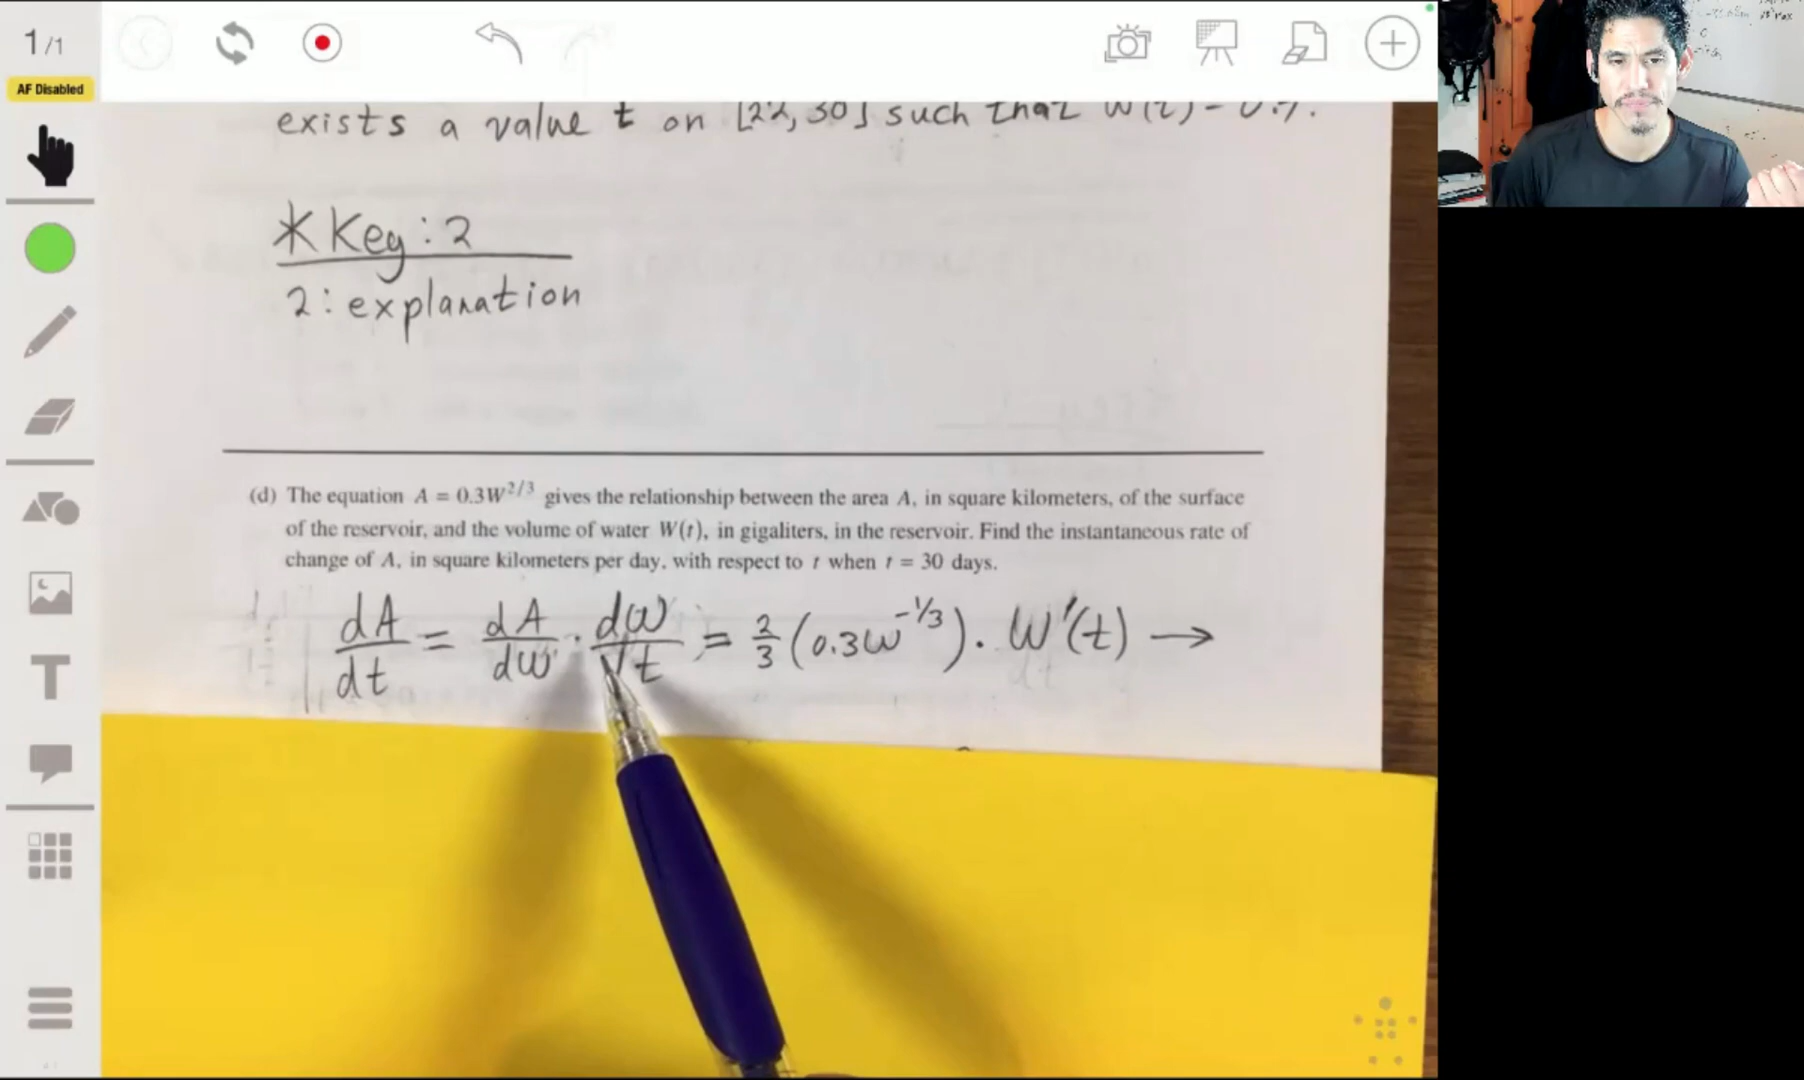 1/1
AF Disabled
exists a value t on [22, 30] such that W(t) = 0.7.
*Key: 2
2: explanation
(d) The equation A = 0.3W^{2/3} gives the relationship between the area A, in square kilometers, of the surface
of the reservoir, and the volume of water W(t), in gigaliters, in the reservoir. Find the instantaneous rate of
change of A, in square kilometers per day, with respect to t when t = 30 days.
dA/dt = dA/dW · dW/dt = 2/3 (0.3W^{-1/3}) · W'(t) →
T